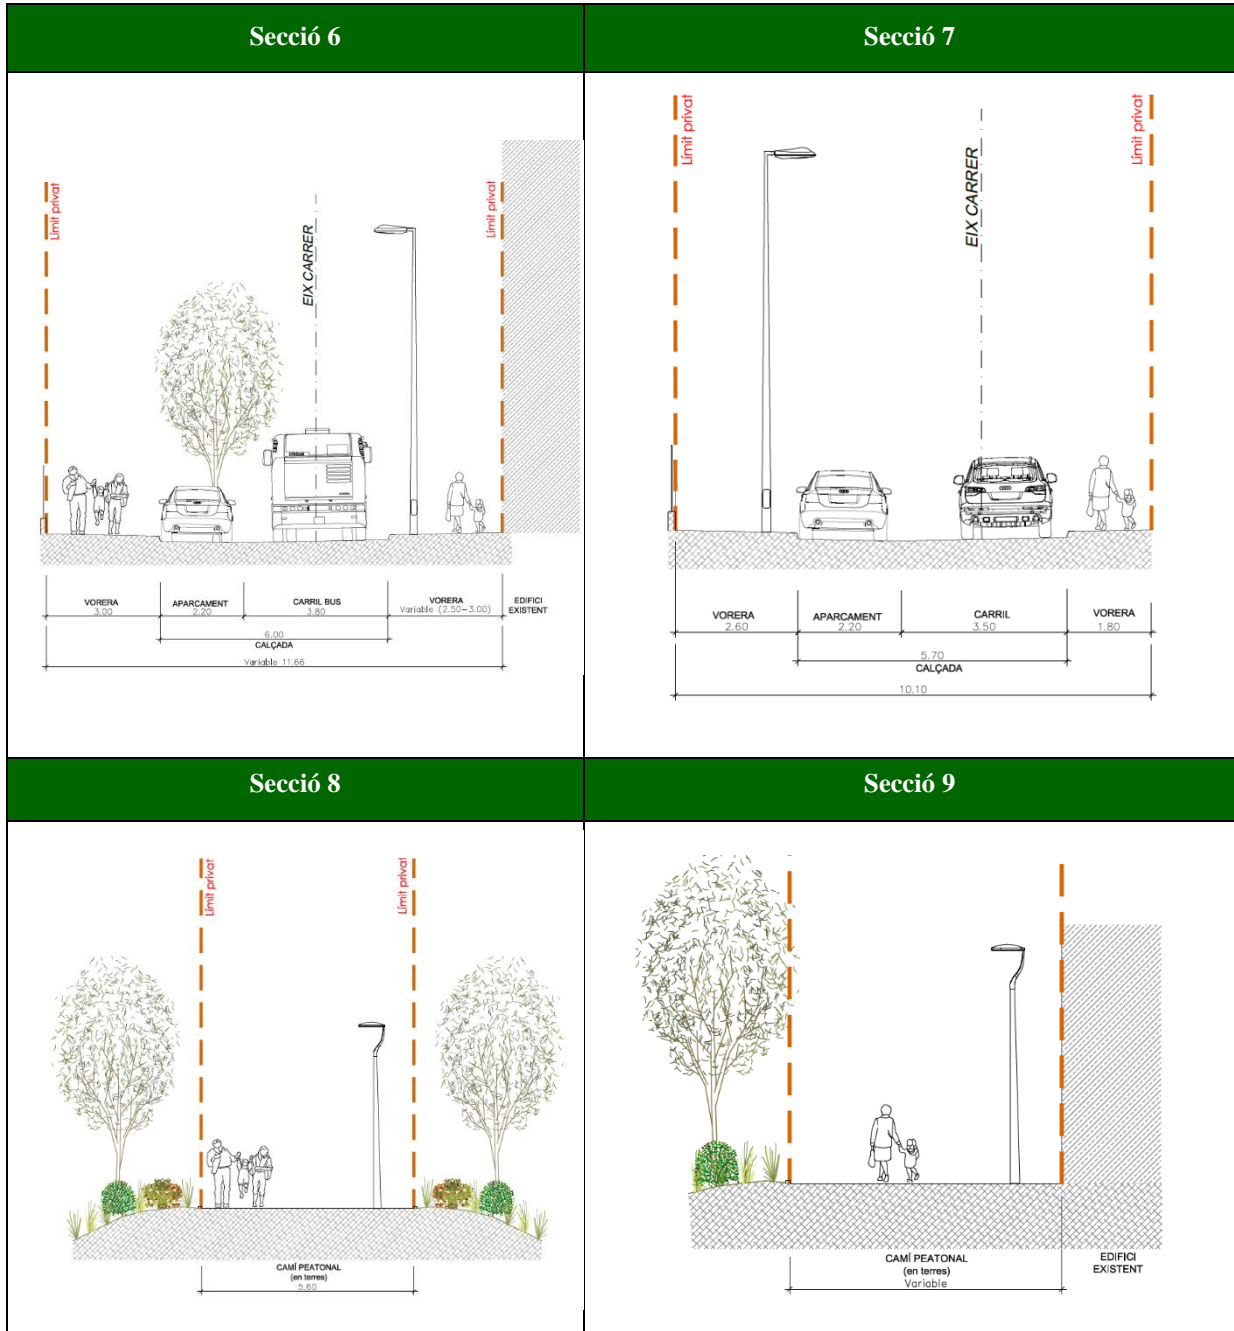 Secció 6
Secció 7
Límit privat
EIX CARRER
Límit privat
VORERA
3.00
APARCAMENT
2.20
CARRIL BUS
3.80
VORERA
Variable (2.50-3.00)
EDIFICI
EXISTENT
6.00
CALÇADA
Variable 11.66
Límit privat
EIX CARRER
Límit privat
VORERA
2.60
APARCAMENT
2.20
CARRIL
3.50
VORERA
1.80
5.70
CALÇADA
10.10
Secció 8
Secció 9
Límit privat
Límit privat
CAMÍ PEATONAL
(en terres)
5.60
CAMÍ PEATONAL
(en terres)
Variable
EDIFICI
EXISTENT